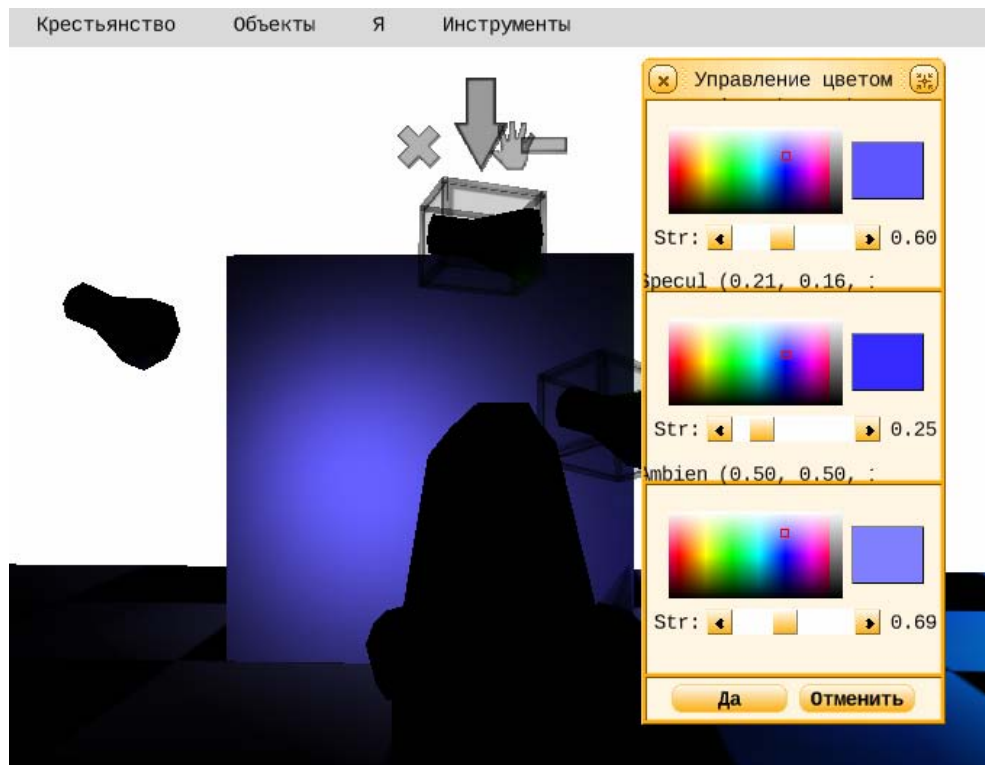 Крестьянство Объекты Я Инструменты
Управление цветом
Str: 0.60
Specul (0.21, 0.16, :
Str: 0.25
Ambien (0.50, 0.50, :
Str: 0.69
Да Отменить